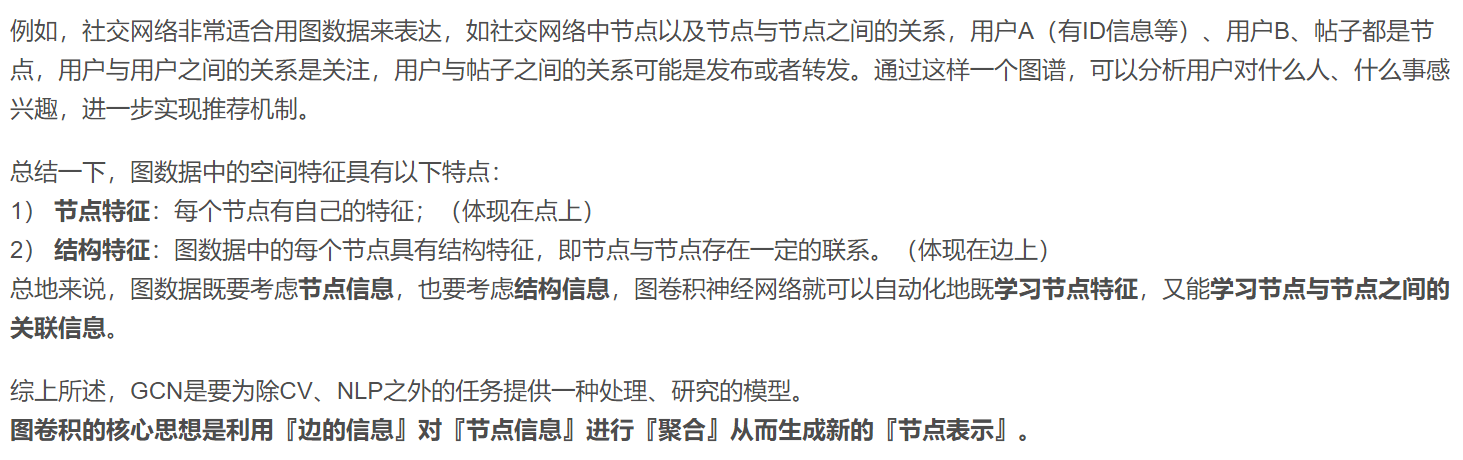 例如，社交网络非常适合用图数据来表达，如社交网络中节点以及节点与节点之间的关系，用户A（有ID信息等）、用户B、帖子都是节
点，用户与用户之间的关系是关注，用户与帖子之间的关系可能是发布或者转发。通过这样一个图谱，可以分析用户对什么人、什么事感
兴趣，进一步实现推荐机制。
总结一下，图数据中的空间特征具有以下特点：
1） 节点特征：每个节点有自己的特征；（体现在点上）
2） 结构特征：图数据中的每个节点具有结构特征，即节点与节点存在一定的联系。（体现在边上）
总地来说，图数据既要考虑节点信息，也要考虑结构信息，图卷积神经网络就可以自动化地既学习节点特征，又能学习节点与节点之间的
关联信息。
综上所述，GCN是要为除CV、NLP之外的任务提供一种处理、研究的模型。
图卷积的核心思想是利用『边的信息』对『节点信息』进行『聚合』从而生成新的『节点表示』。